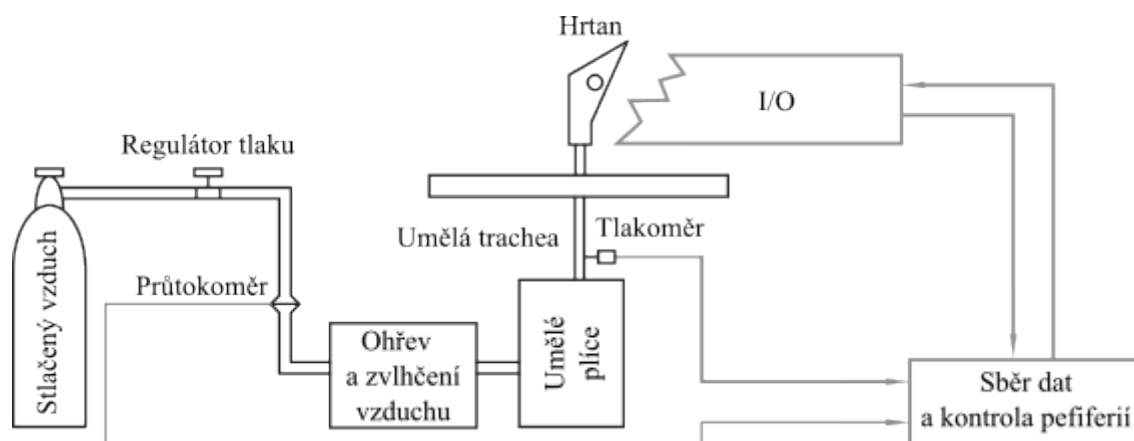 Hrtan
I/O
Regulátor tlaku
Stlačený vzduch
Umělá trachea
Tlakoměr
Průtokoměr
Ohřev
a zvlhčení
vzduchu
Umělé
plíce
Sběr dat
a kontrola pefiferií